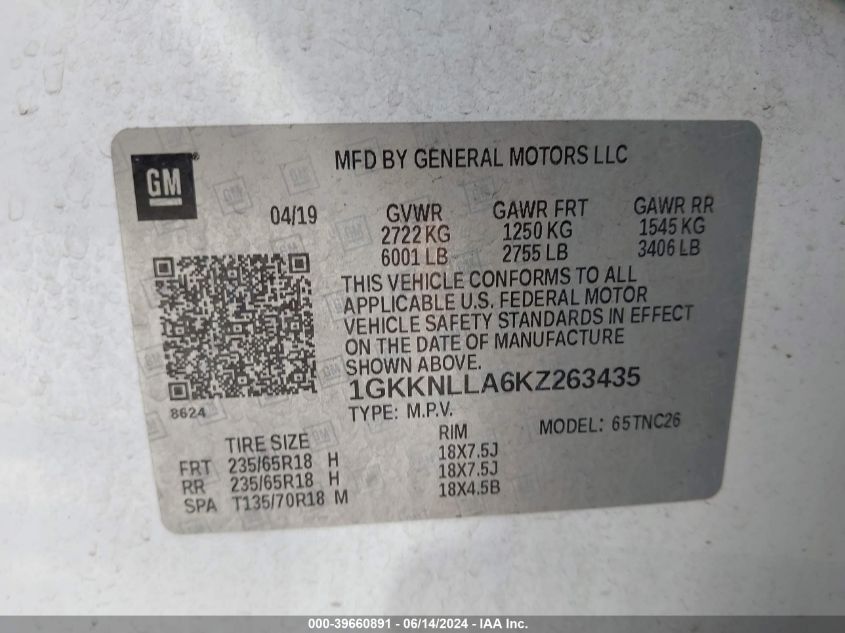 GM
MFD BY GENERAL MOTORS LLC
04/19 GVWR GAWR FRT GAWR RR
2722 KG 1250 KG 1545 KG
6001 LB 2755 LB 3406 LB
THIS VEHICLE CONFORMS TO ALL
APPLICABLE U.S. FEDERAL MOTOR
VEHICLE SAFETY STANDARDS IN EFFECT
ON THE DATE OF MANUFACTURE
SHOWN ABOVE.
1GKKNLLA6KZ263435
8624
TYPE: M.P.V. MODEL: 65TNC26
TIRE SIZE RIM
FRT 235/65R18 H 18X7.5J
RR 235/65R18 H 18X7.5J
SPA T135/70R18 M 18X4.5B
000-39660891 - 06/14/2024 - IAA Inc.